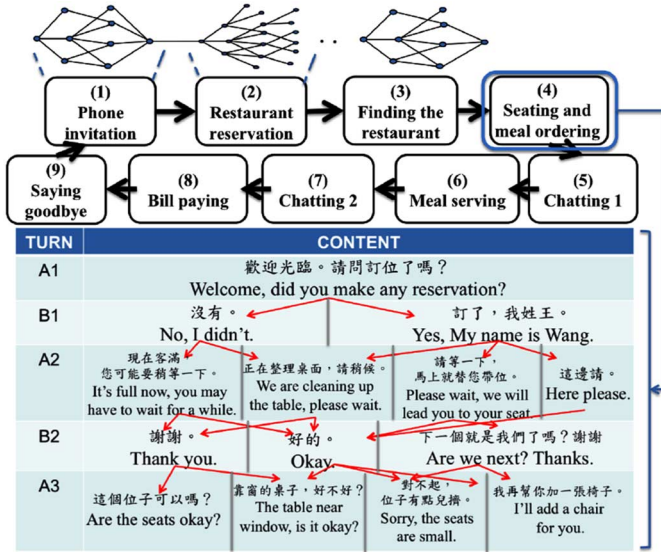 (1)
Phone
invitation
(2)
Restaurant
reservation
(3)
Finding the
restaurant
(4)
Seating and
meal ordering
(9)
Saying
goodbye
(8)
Bill paying
(7)
Chatting 2
(6)
Meal serving
(5)
Chatting 1
TURN CONTENT
A1
歡迎光臨。請問訂位了嗎?
Welcome, did you make any reservation?
B1
沒有。
No, I didn't.
訂了,我姓王。
Yes, My name is Wang.
A2
現在客滿
您可能要稍等一下。
It's full now, you may
have to wait for a while.
正在整理桌面,請稍候。
We are cleaning up
the table, please wait.
請等一下,
馬上就替您帶位。
Please wait, we will
lead you to your seat.
這邊請。
Here please.
B2
謝謝。
Thank you.
好的。
Okay.
下一個就是我們了嗎?謝謝
Are we next? Thanks.
A3
這個位子可以嗎?
Are the seats okay?
靠窗的桌子,好不好?
The table near
window, is it okay?
對不起,
位子有點兒擠。
Sorry, the seats
are small.
我再幫你加一張椅子。
I'll add a chair
for you.